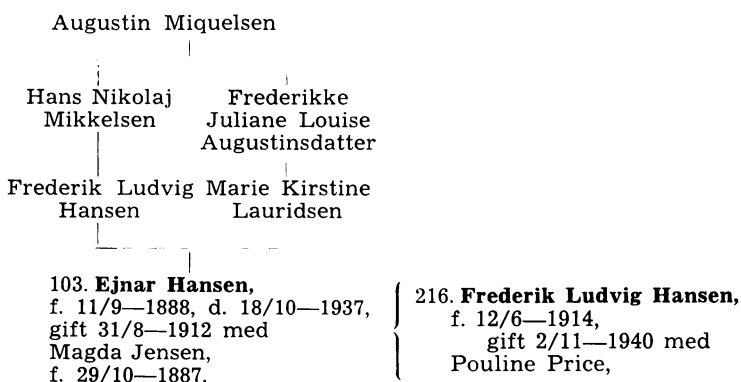 Augustin Miquelsen
Hans Nikolaj
Mikkelsen
Frederikke
Juliane Louise
Augustinsdatter
Frederik Ludvig
Hansen
Marie Kirstine
Lauridsen
103. Ejnar Hansen,
f. 11/9—1888, d. 18/10—1937,
gift 31/8—1912 med
Magda Jensen,
f. 29/10—1887.
216. Frederik Ludvig Hansen,
f. 12/6—1914,
gift 2/11—1940 med
Pouline Price,